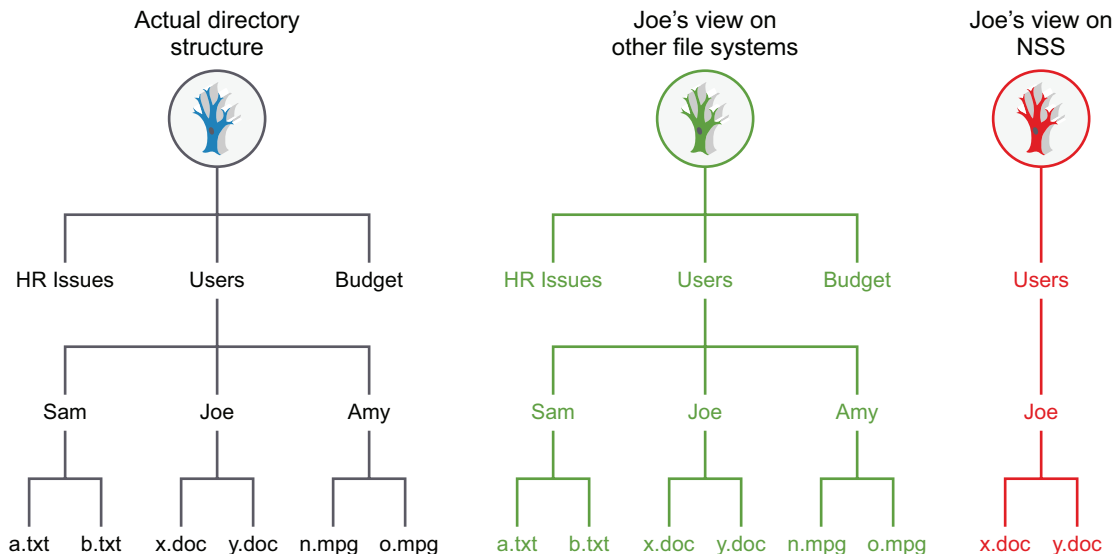 Actual directory
structure
Joe's view on
other file systems
Joe's view on
NSS
HR Issues Users Budget
HR Issues Users Budget
Users
Sam Joe Amy
Sam Joe Amy
Joe
a.txt b.txt x.doc y.doc n.mpg o.mpg
a.txt b.txt x.doc y.doc n.mpg o.mpg
x.doc y.doc